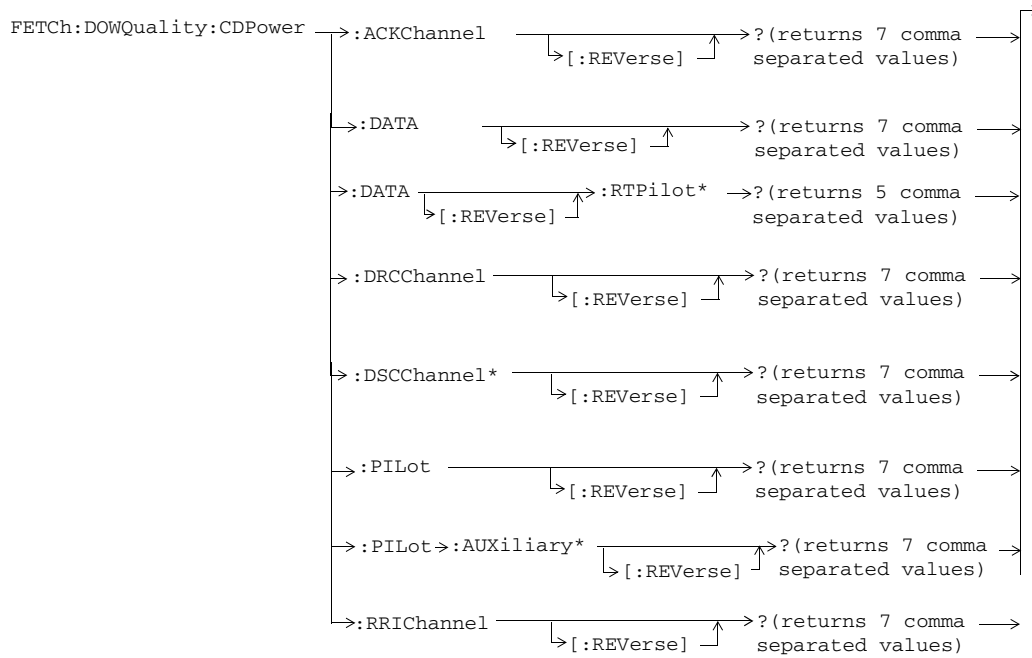 FETCh:DOWQuality:CDPower :ACKChannel ?(returns 7 comma
[:REVerse] separated values)
:DATA ?(returns 7 comma
[:REVerse] separated values)
:DATA :RTPilot* ?(returns 5 comma
[:REVerse] separated values)
:DRCChannel ?(returns 7 comma
[:REVerse] separated values)
:DSCChannel* ?(returns 7 comma
[:REVerse] separated values)
:PILot ?(returns 7 comma
[:REVerse] separated values)
:PILot :AUXiliary* ?(returns 7 comma
[:REVerse] separated values)
:RRIChannel ?(returns 7 comma
[:REVerse] separated values)